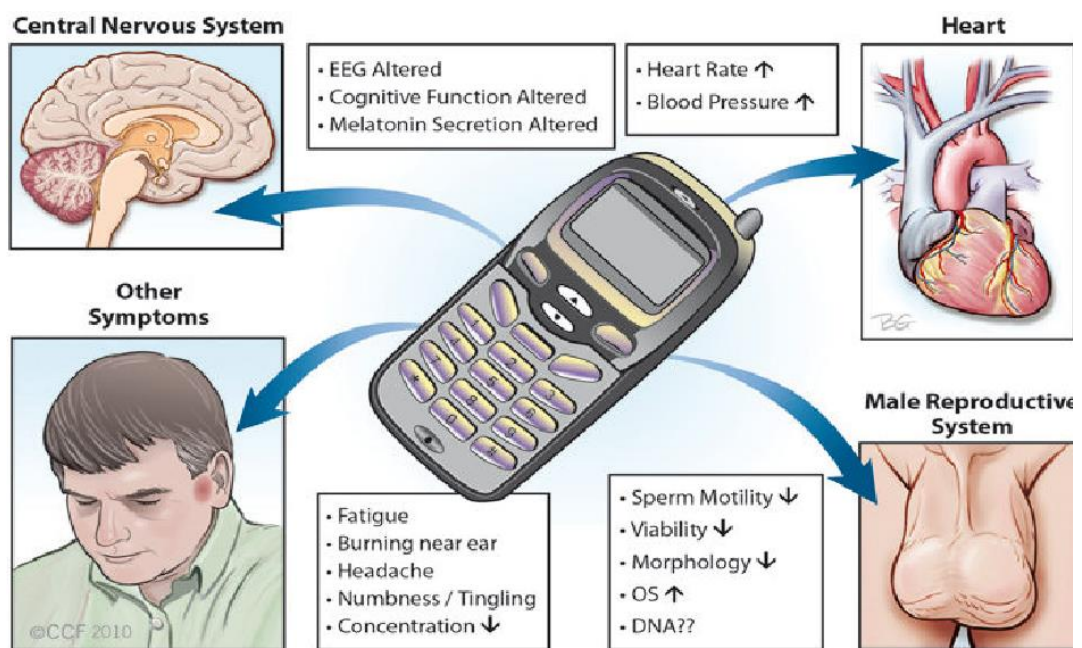 Central Nervous System
• EEG Altered
• Cognitive Function Altered
• Melatonin Secretion Altered
• Heart Rate ↑
• Blood Pressure ↑
Heart
BG
Other
Symptoms
©CCF 2010
• Fatigue
• Burning near ear
• Headache
• Numbness / Tingling
• Concentration ↓
• Sperm Motility ↓
• Viability ↓
• Morphology ↓
• OS ↑
• DNA??
Male Reproductive
System